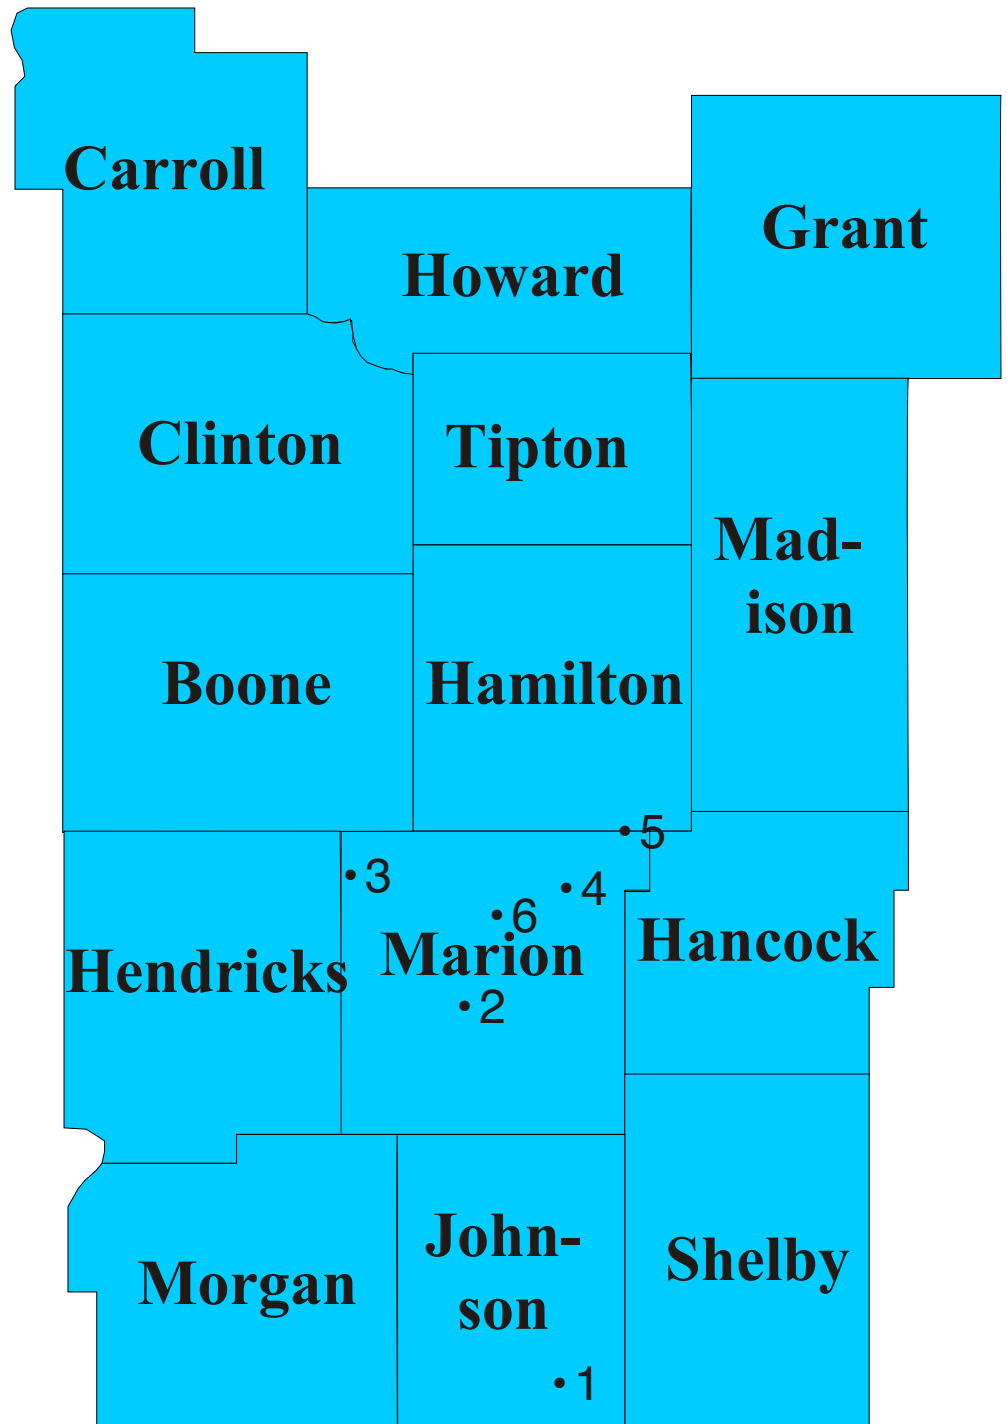 Carroll
Grant
Howard
Clinton
Tipton
Mad-
ison
Boone
Hamilton
5
3
4
6
Hancock
Marion
Hendricks
2
John-
son
Shelby
Morgan
1